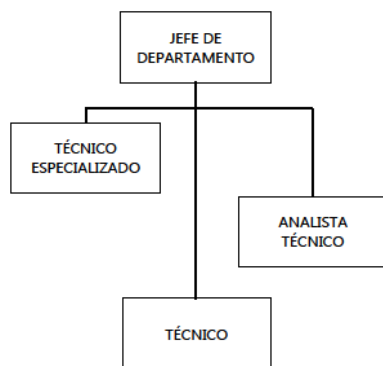 JEFE DE
DEPARTAMENTO
TÉCNICO
ESPECIALIZADO
ANALISTA
TÉCNICO
TÉCNICO